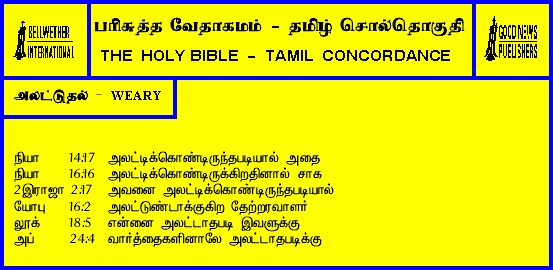 BELLWETHER
INTERNATIONAL
பரிசுத்த வேதாகமம் - தமிழ் சொல்தொகுதி
THE HOLY BIBLE - TAMIL CONCORDANCE
GOOD NEWS
PUBLISHERS
அலட்டுதல் - WEARY
நியா 14:17 அலட்டிக்கொண்டிருந்தபடியால் அதை
நியா 16:16 அலட்டிக்கொண்டிருக்கிறதினால் சாக
2இராஜா 2:17 அவனை அலட்டிக்கொண்டிருந்தபடியால்
யோபு 16:2 அலட்டுண்டாக்குகிற தேற்றரவாளர்
லூக் 18:5 என்னை அலட்டாதபடி இவளுக்கு
அப் 24:4 வார்த்தைகளினாலே அலட்டாதபடிக்கு